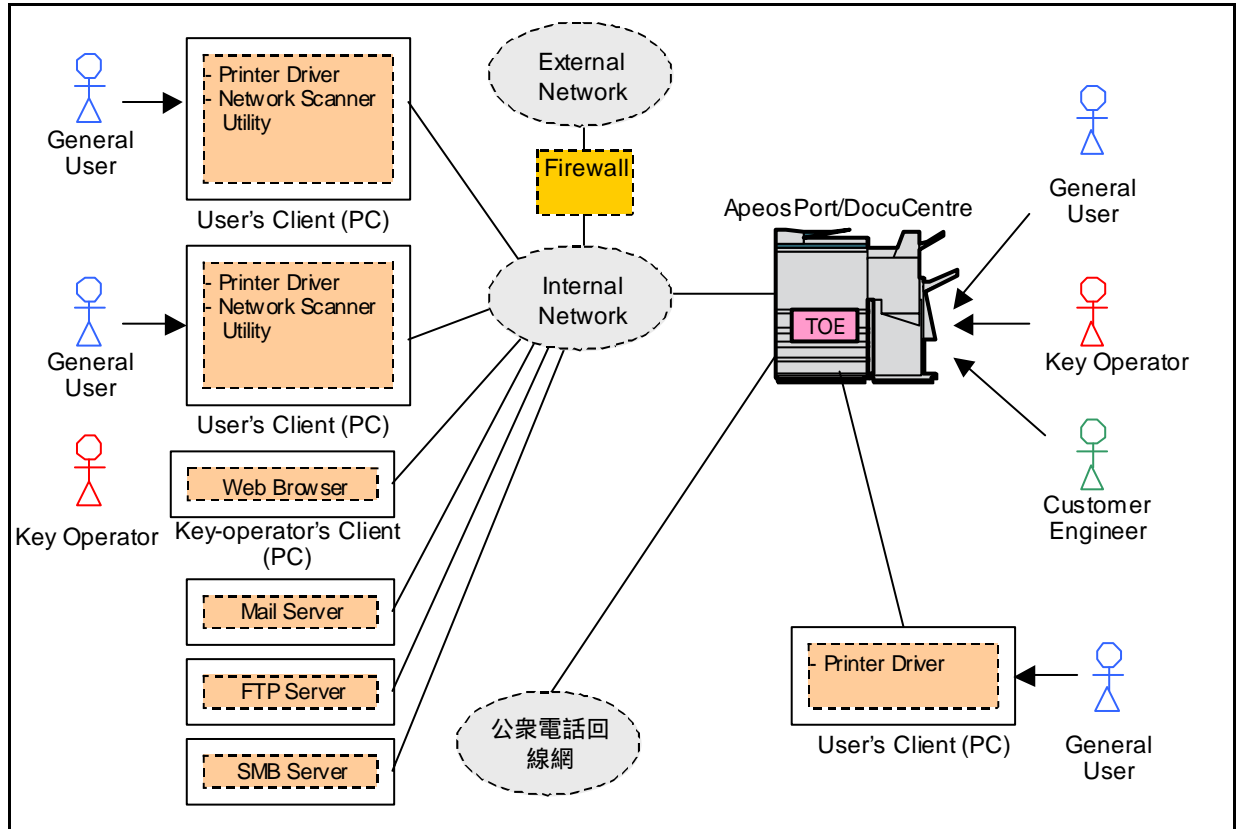 General
User
- Printer Driver
- Network Scanner
Utility
User's Client (PC)
General
User
- Printer Driver
- Network Scanner
Utility
User's Client (PC)
Key Operator
Web Browser
Key-operator's Client
(PC)
Mail Server
FTP Server
SMB Server
External
Network
Firewall
Internal
Network
公衆電話回
線網
ApeosPort/DocuCentre
TOE
General
User
Key Operator
Customer
Engineer
- Printer Driver
User's Client (PC)
General
User